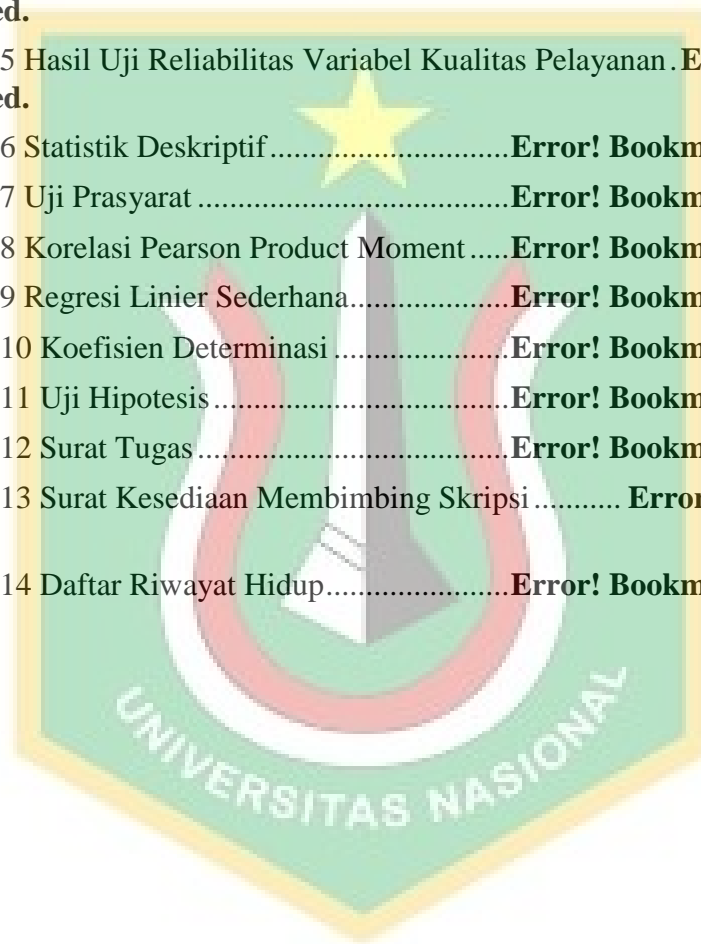 ed.
5 Hasil Uji Reliabilitas Variabel Kualitas Pelayanan.E
ed.
6 Statistik Deskriptif..............................Error! Bookm
7 Uji Prasyarat .......................................Error! Bookm
8 Korelasi Pearson Product Moment .....Error! Bookm
9 Regresi Linier Sederhana....................Error! Bookm
10 Koefisien Determinasi ......................Error! Bookm
11 Uji Hipotesis.....................................Error! Bookm
12 Surat Tugas.......................................Error! Bookm
13 Surat Kesediaan Membimbing Skripsi ........... Error
14 Daftar Riwayat Hidup.......................Error! Bookm
UNIVERSITAS NASIONAL